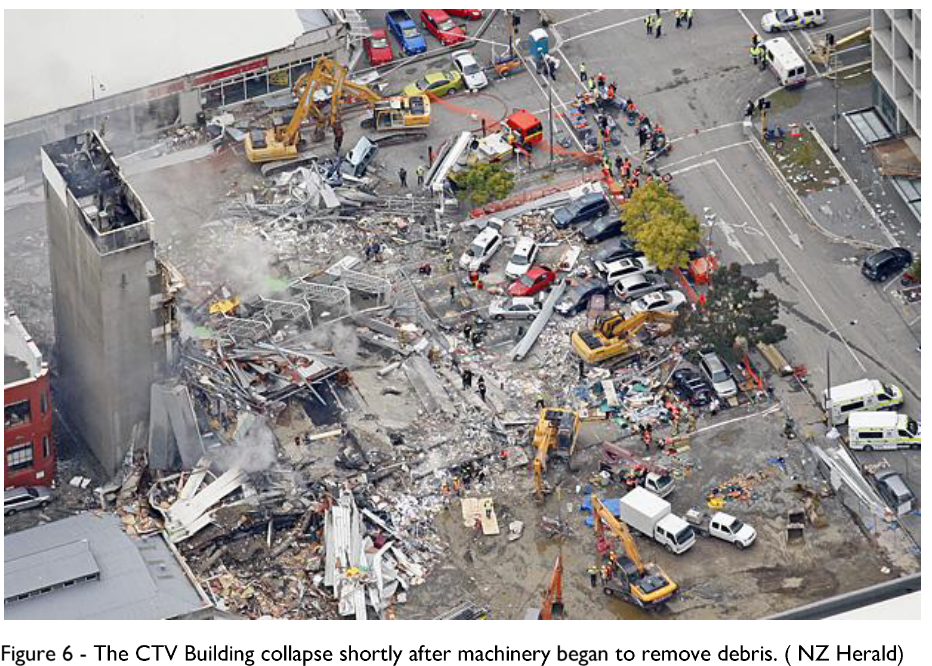 Figure 6 - The CTV Building collapse shortly after machinery began to remove debris. ( NZ Herald)